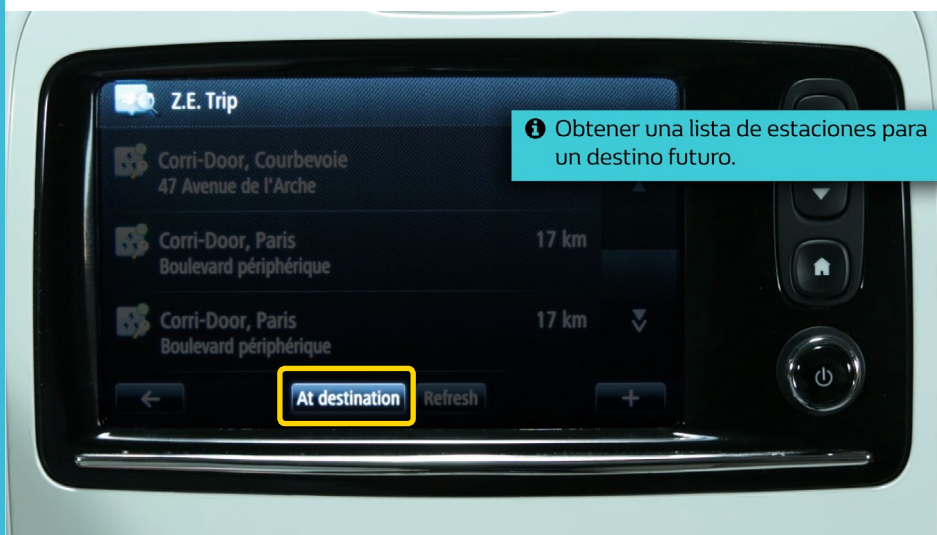 Z.E. Trip
Obtener una lista de estaciones para
un destino futuro.
Corri-Door, Courbevoie
47 Avenue de l'Arche
Corri-Door, Paris
17 km
Boulevard périphérique
Corri-Door, Paris
17 km
Boulevard périphérique
At destination
Refresh